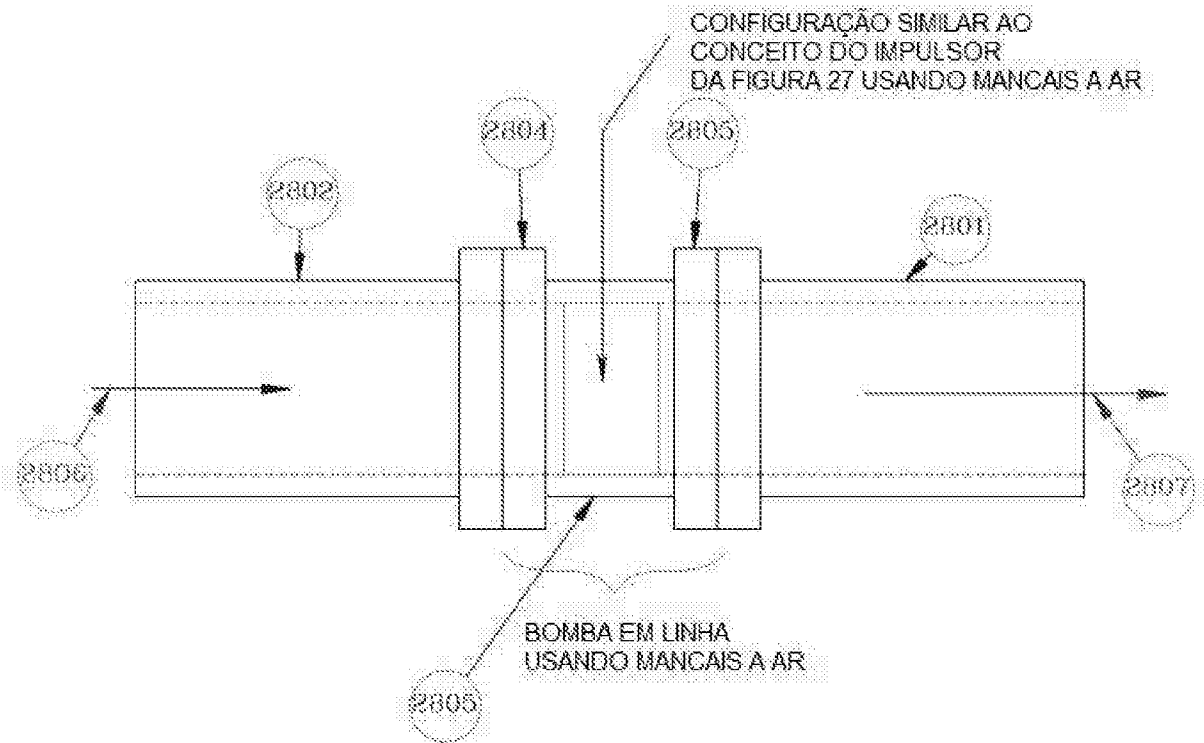 CONFIGURAÇÃO SIMILAR AO
CONCEITO DO IMPULSOR
DA FIGURA 27 USANDO MANCAIS A AR
2804
2805
2802
2801
2806
2807
BOMBA EM LINHA
USANDO MANCAIS A AR